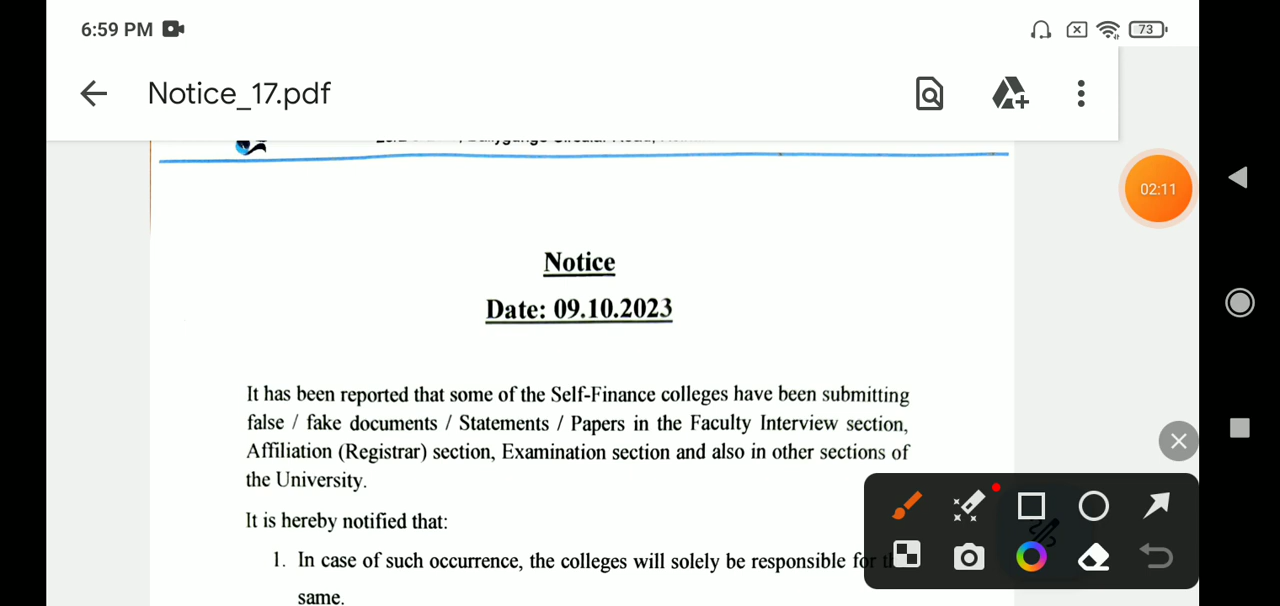 6:59 PM
73
Notice_17.pdf
02:11
Notice
Date: 09.10.2023
It has been reported that some of the Self-Finance colleges have been submitting
false / fake documents / Statements / Papers in the Faculty Interview section,
Affiliation (Registrar) section, Examination section and also in other sections of
the University.
It is hereby notified that:
1. In case of such occurrence, the colleges will solely be responsible for
same.